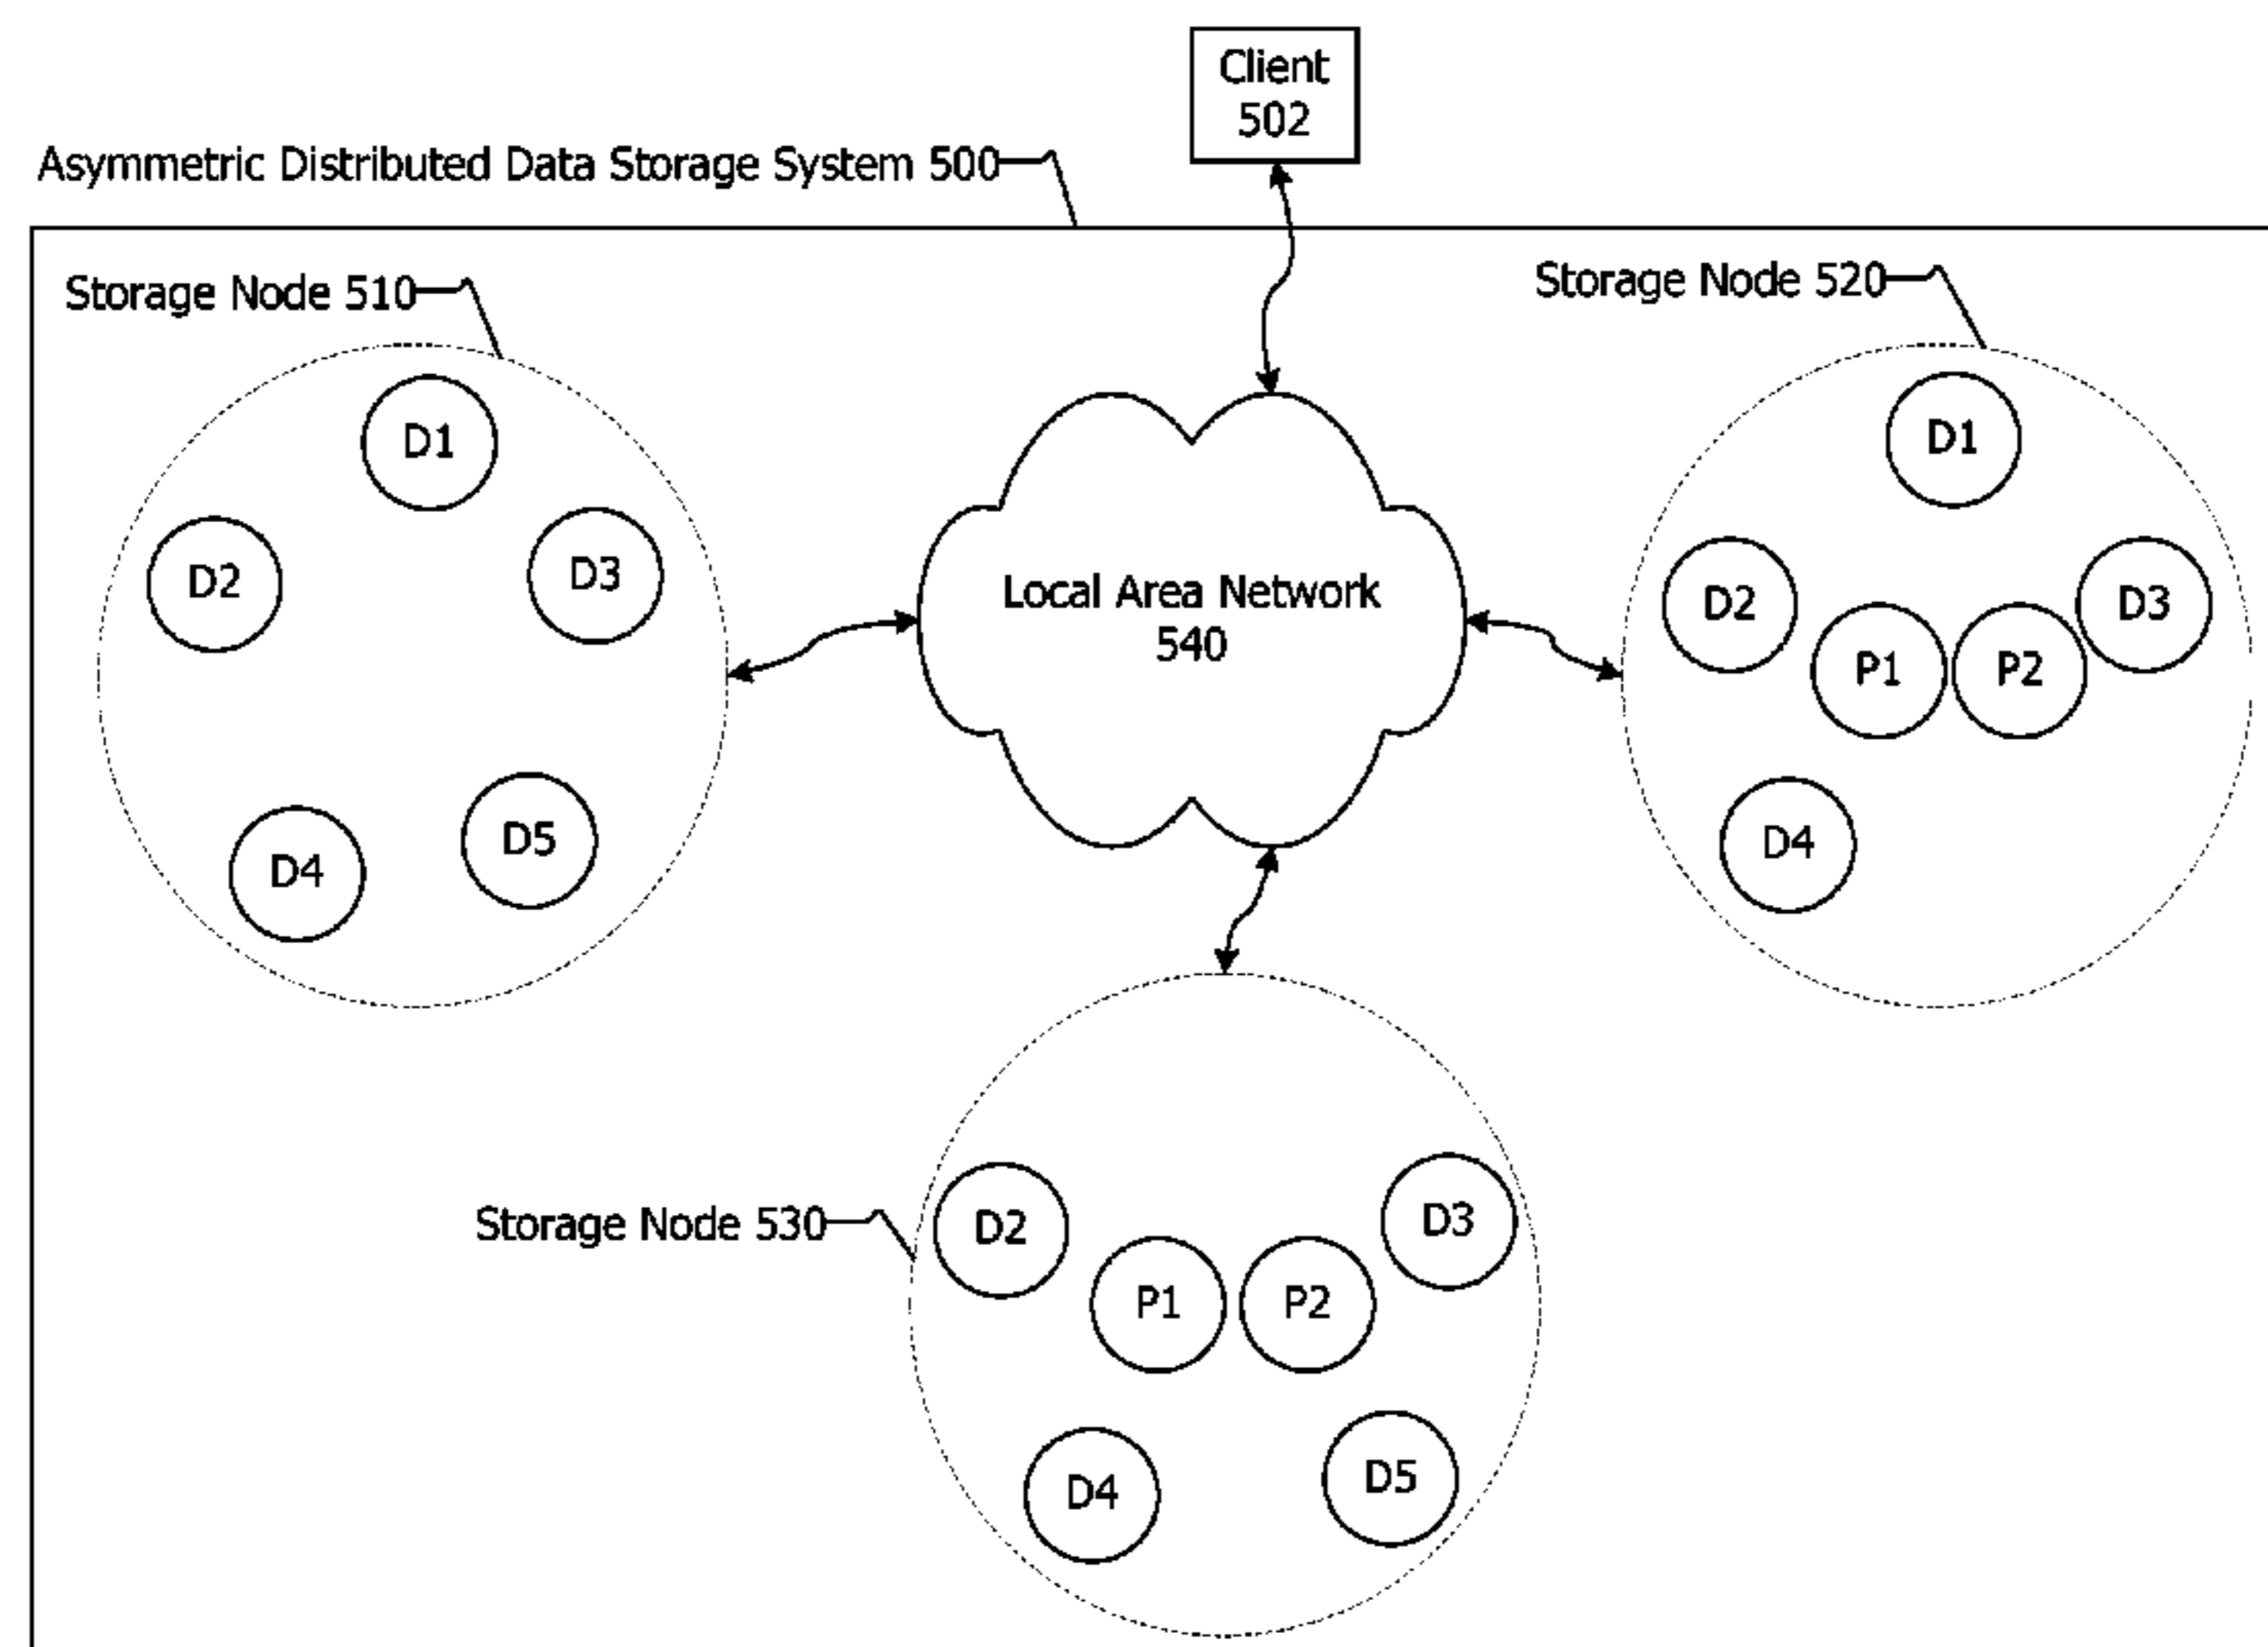 Client
502
Asymmetric Distributed Data Storage System 500
Storage Node 510
Storage Node 520
D1
D2
D3
D4
D5
Local Area Network
540
D1
D2
D3
P1
P2
D4
Storage Node 530
D2
D3
P1
P2
D4
D5